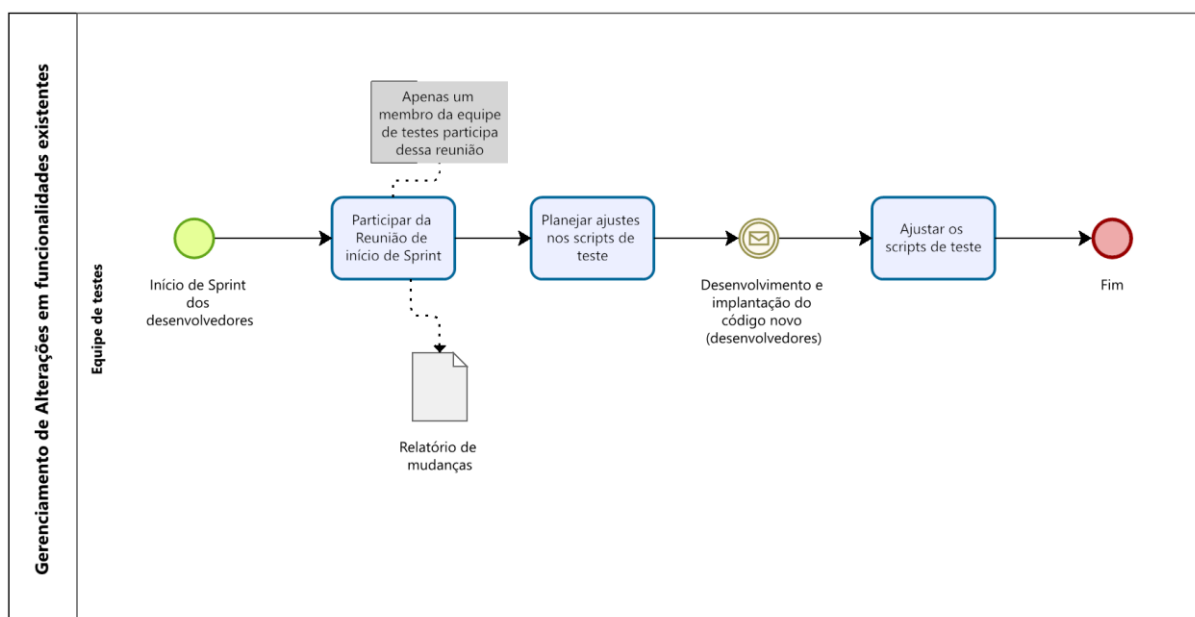 Gerenciamento de Alterações em funcionalidades existentes
Equipe de testes
Apenas um
membro da equipe
de testes participa
dessa reunião
Início de Sprint
dos
desenvolvedores
Participar da
Reunião de
início de Sprint
Relatório de
mudanças
Planejar ajustes
nos scripts de
teste
Desenvolvimento e
implantação do
código novo
(desenvolvedores)
Ajustar os
scripts de teste
Fim